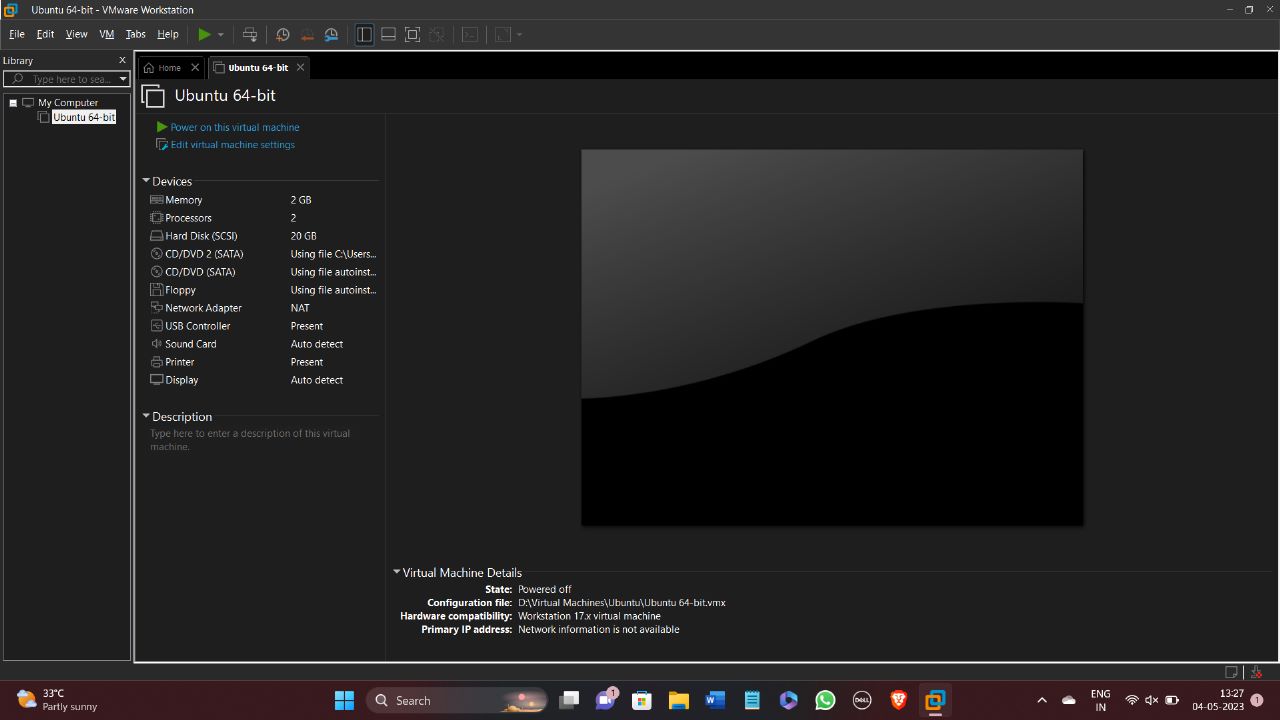 Ubuntu 64-bit - VMware Workstation
File Edit View VM Tabs Help
Library
Type here to sea...
My Computer
Ubuntu 64-bit
Home
Ubuntu 64-bit
Ubuntu 64-bit
Power on this virtual machine
Edit virtual machine settings
Devices
Memory 2 GB
Processors 2
Hard Disk (SCSI) 20 GB
CD/DVD 2 (SATA) Using file C:\Users...
CD/DVD (SATA) Using file autoinst...
Floppy Using file autoinst...
Network Adapter NAT
USB Controller Present
Sound Card Auto detect
Printer Present
Display Auto detect
Description
Type here to enter a description of this virtual
machine.
Virtual Machine Details
State: Powered off
Configuration file: D:\Virtual Machines\Ubuntu\Ubuntu 64-bit.vmx
Hardware compatibility: Workstation 17.x virtual machine
Primary IP address: Network information is not available
33°C
Partly sunny
Search
1
W
DELL
ENG
IN
13:27
04-05-2023
1